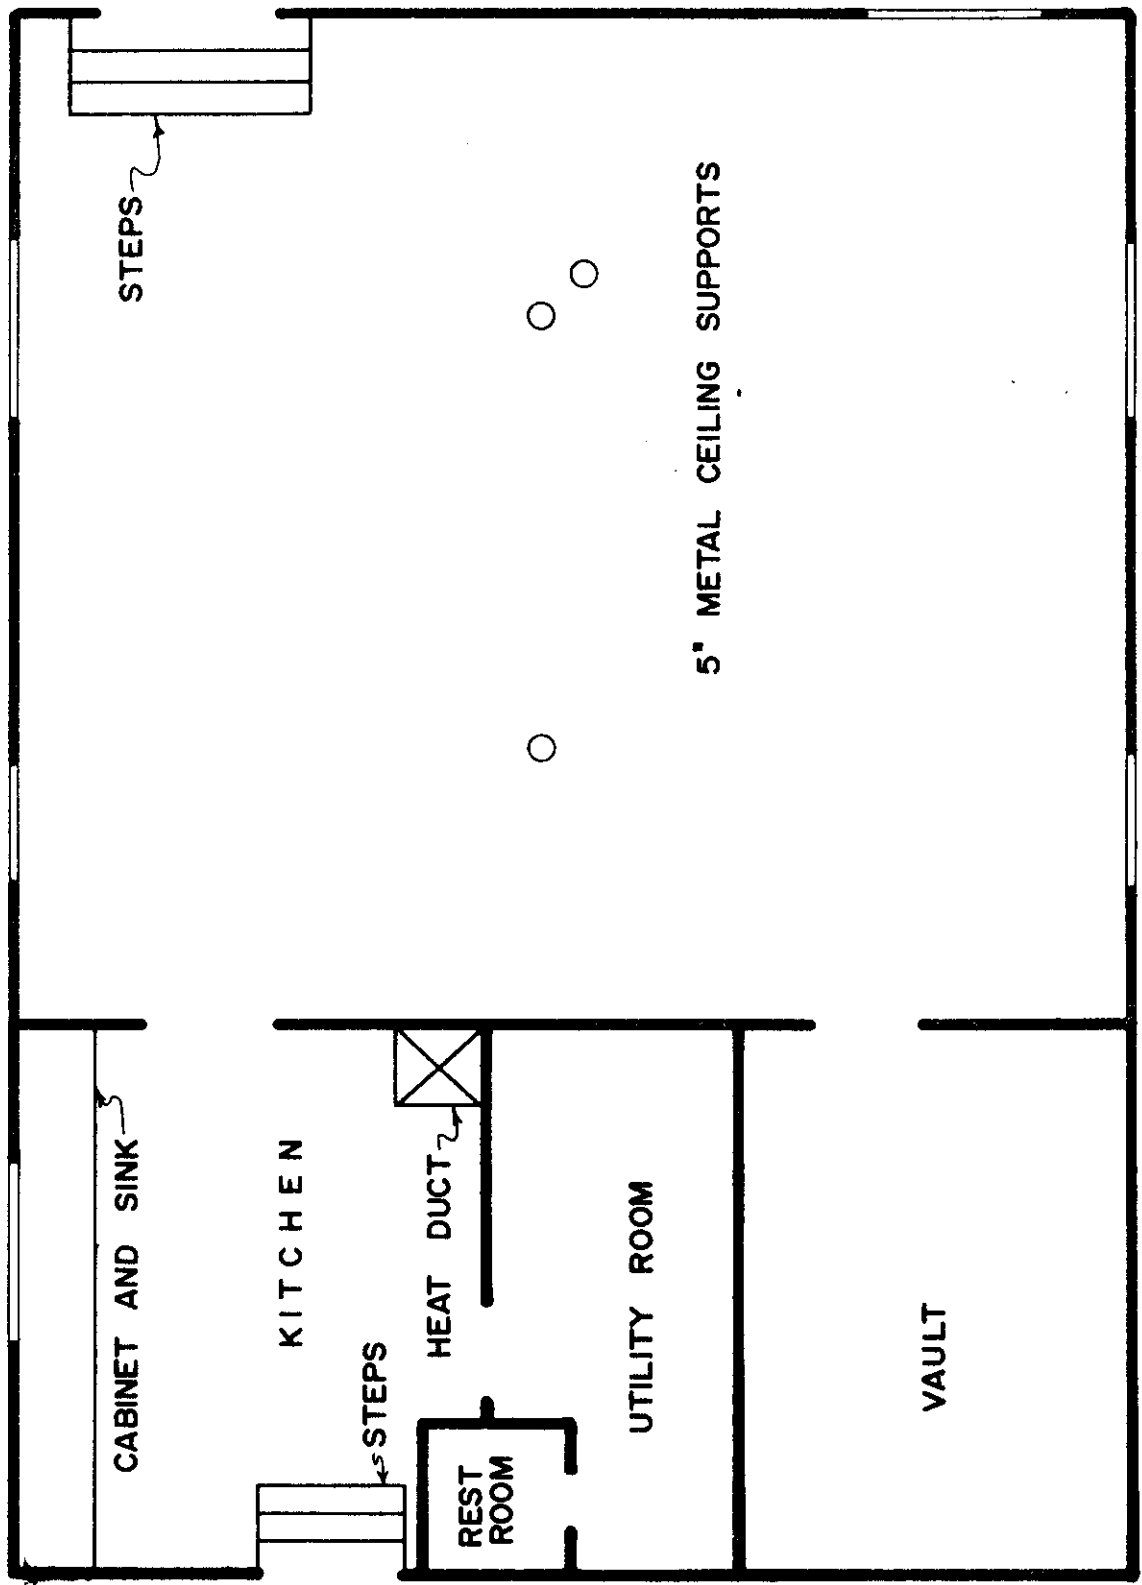 STEPS
5" METAL CEILING SUPPORTS
CABINET AND SINK
KITCHEN
STEPS
HEAT DUCT
REST
ROOM
UTILITY ROOM
VAULT